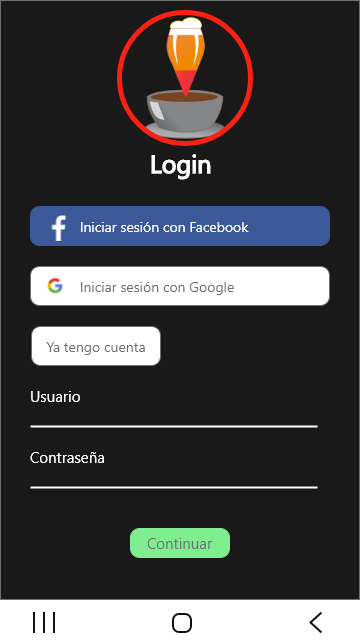 Login
Iniciar sesión con Facebook
Iniciar sesión con Google
Ya tengo cuenta
Usuario
Contraseña
Continuar